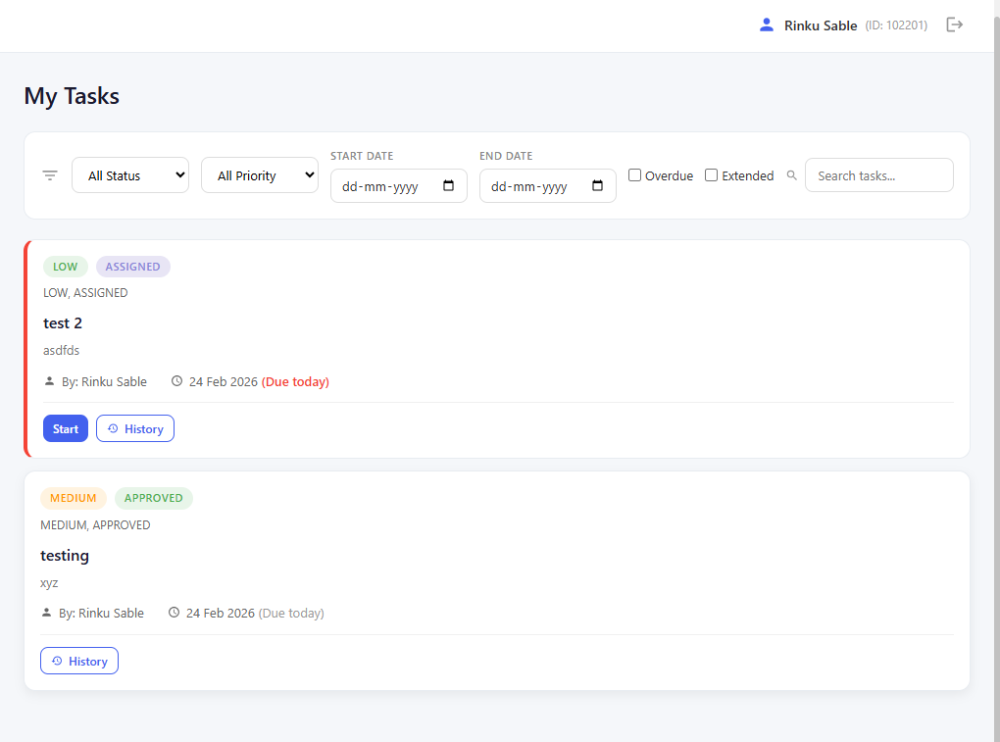 Rinku Sable (ID: 102201)
My Tasks
START DATE END DATE
All Status All Priority dd-mm-yyyy dd-mm-yyyy Overdue Extended Search tasks...
LOW ASSIGNED
LOW, ASSIGNED
test 2
asdfds
By: Rinku Sable 24 Feb 2026 (Due today)
Start History
MEDIUM APPROVED
MEDIUM, APPROVED
testing
xyz
By: Rinku Sable 24 Feb 2026 (Due today)
History